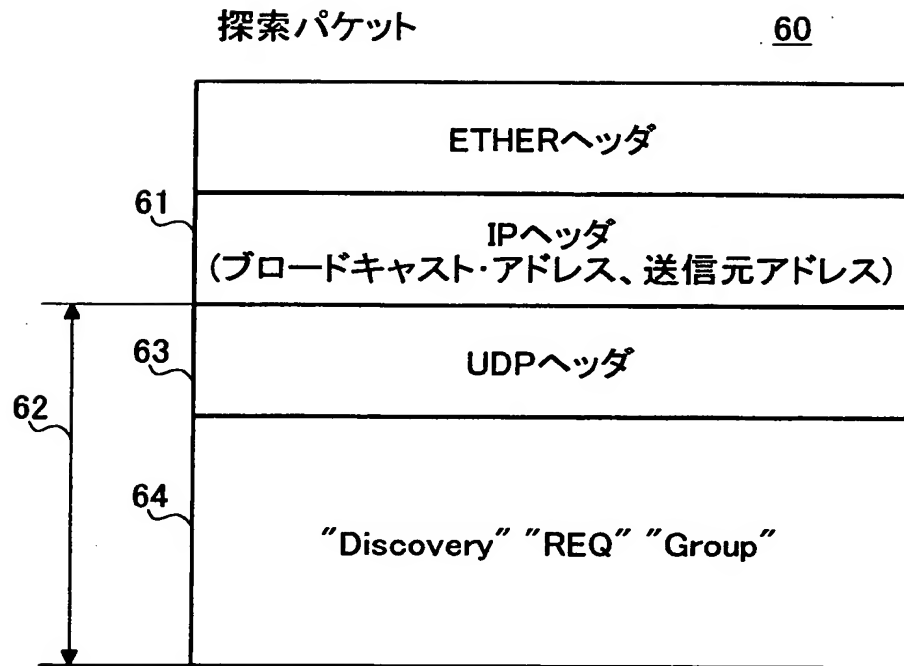 探索パケット
60
ETHERヘッダ
61
IPヘッダ
(ブロードキャスト・アドレス、送信元アドレス)
63
UDPヘッダ
62
64
"Discovery" "REQ" "Group"